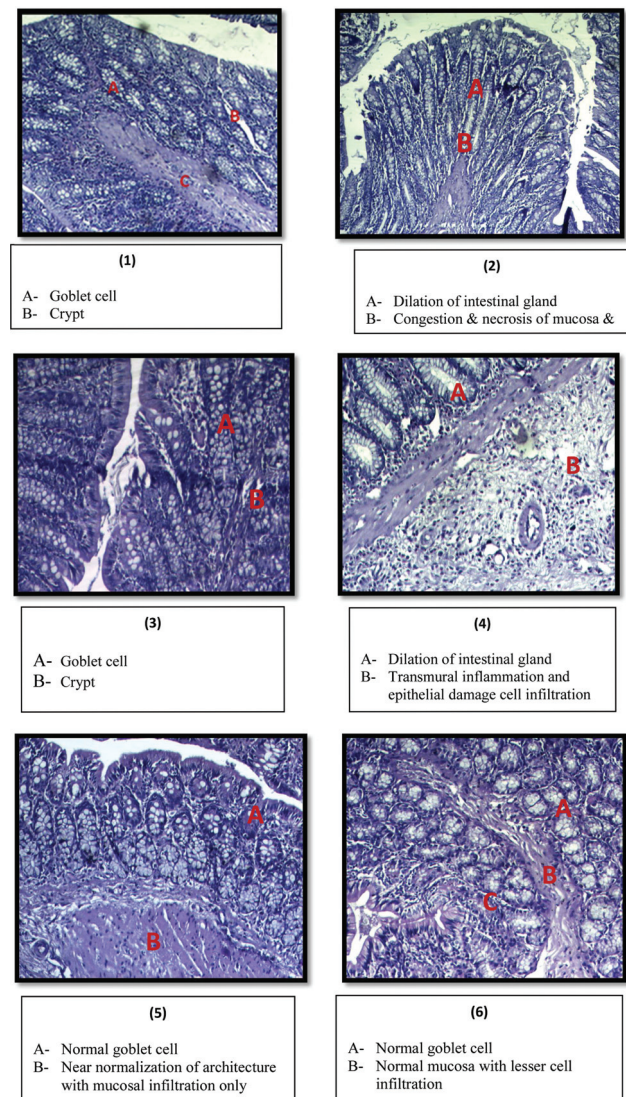 A
B
C
(1)
A- Goblet cell
B- Crypt
A
B
(2)
A- Dilation of intestinal gland
B- Congestion & necrosis of mucosa &
A
B
(3)
A- Goblet cell
B- Crypt
A
B
(4)
A- Dilation of intestinal gland
B- Transmural inflammation and
epithelial damage cell infiltration
A
B
(5)
A- Normal goblet cell
B- Near normalization of architecture
with mucosal infiltration only
A
B
C
(6)
A- Normal goblet cell
B- Normal mucosa with lesser cell
infiltration